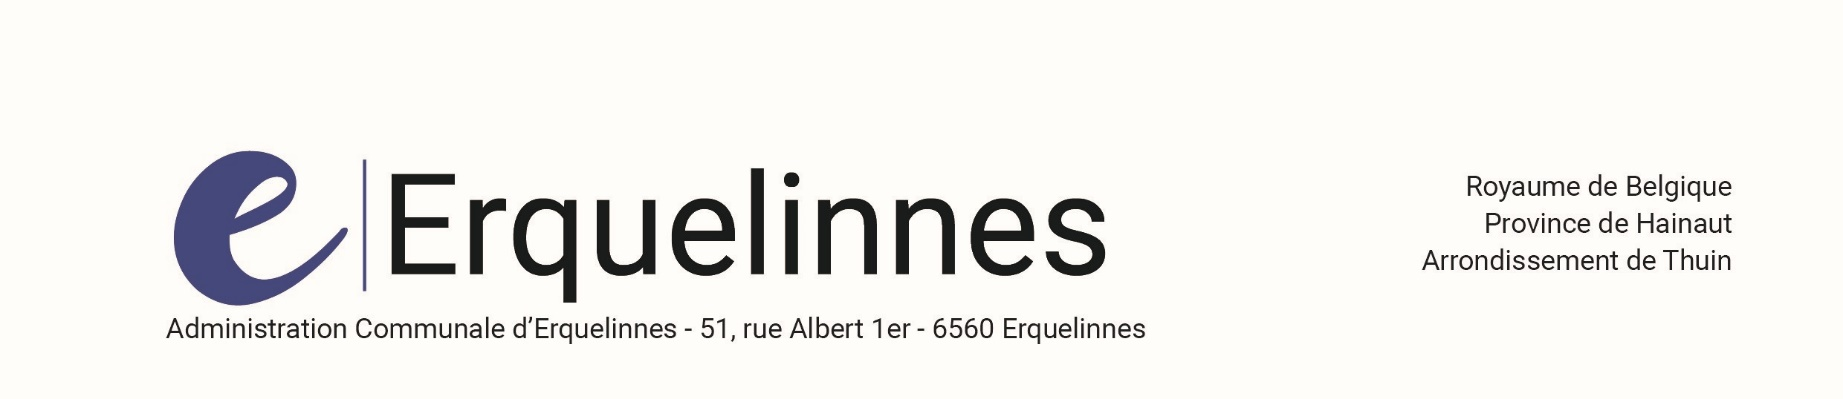 e Erquelinnes
Administration Communale d’Erquelinnes - 51, rue Albert 1er - 6560 Erquelinnes
Royaume de Belgique
Province de Hainaut
Arrondissement de Thuin